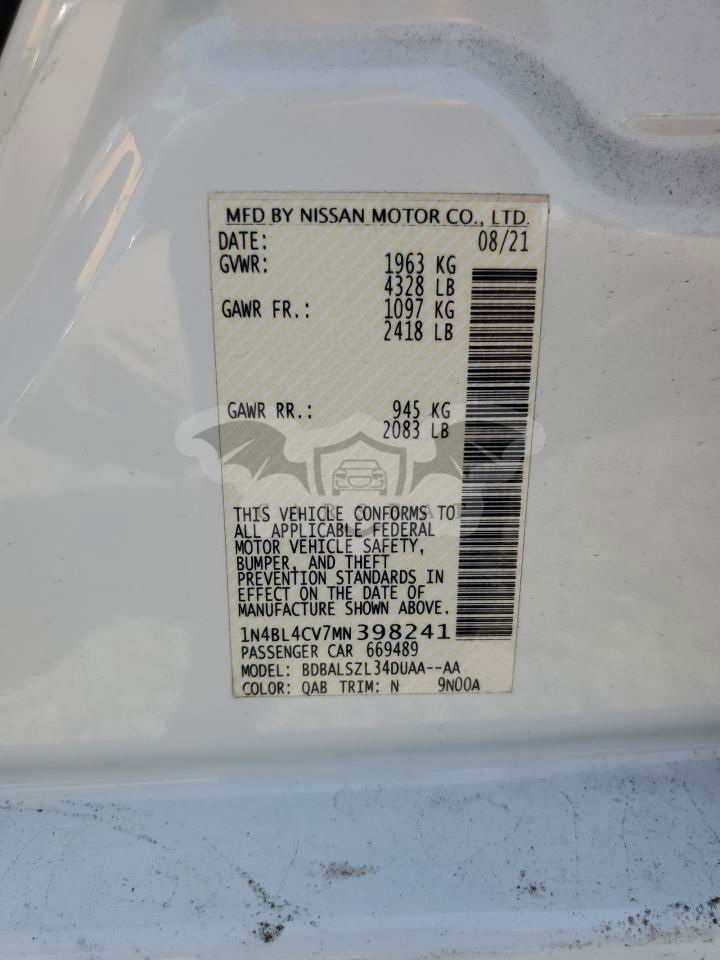 MFD BY NISSAN MOTOR CO., LTD.
DATE: 08/21
GVWR: 1963 KG
4328 LB
GAWR FR.: 1097 KG
2418 LB
GAWR RR.: 945 KG
2083 LB
THIS VEHICLE CONFORMS TO
ALL APPLICABLE FEDERAL
MOTOR VEHICLE SAFETY,
BUMPER, AND THEFT
PREVENTION STANDARDS IN
EFFECT ON THE DATE OF
MANUFACTURE SHOWN ABOVE.
1N4BL4CV7MN398241
PASSENGER CAR 669489
MODEL: BDBALSZL34DUAA--AA
COLOR: QAB TRIM: N 9N00A